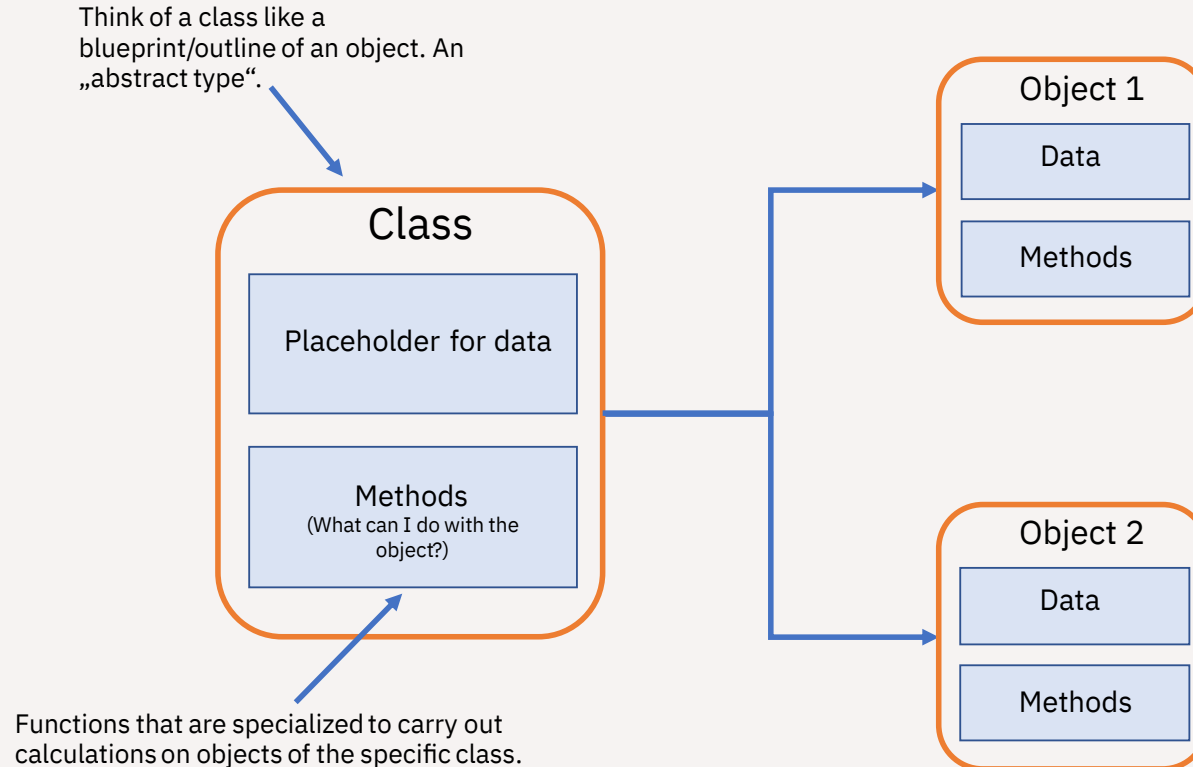 Think of a class like a
blueprint/outline of an object. An
„abstract type“.
Class
Placeholder for data
Methods
(What can I do with the
object?)
Functions that are specialized to carry out
calculations on objects of the specific class.
Object 1
Data
Methods
Object 2
Data
Methods